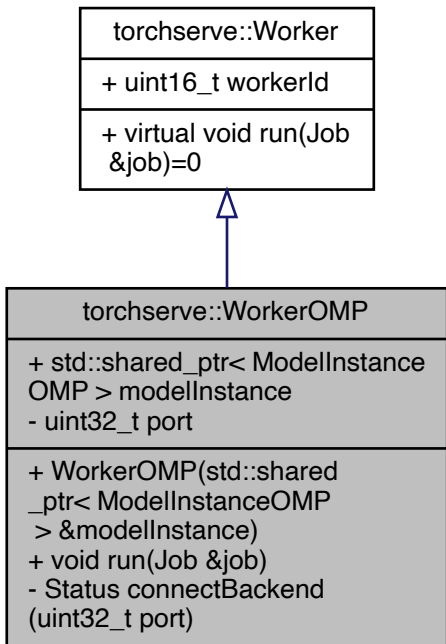 torchserve::Worker
+ uint16_t workerId
+ virtual void run(Job
&job)=0
torchserve::WorkerOMP
+ std::shared_ptr< ModelInstance
OMP > modelInstance
- uint32_t port
+ WorkerOMP(std::shared
_ptr< ModelInstanceOMP
> &modelInstance)
+ void run(Job &job)
- Status connectBackend
(uint32_t port)